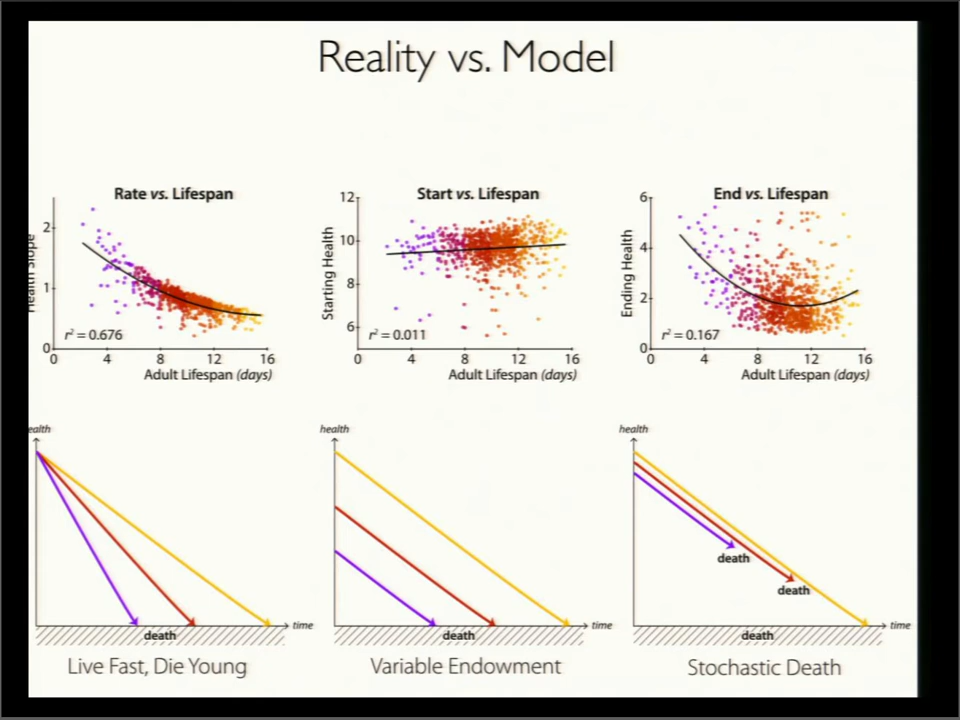 Reality vs. Model
Rate vs. Lifespan
2
1
0
r² = 0.676
0 4 8 12 16
Adult Lifespan (days)
Start vs. Lifespan
Starting Health
12
10
8
6
r² = 0.011
0 4 8 12 16
Adult Lifespan (days)
End vs. Lifespan
Ending Health
6
4
2
0
r² = 0.167
0 4 8 12 16
Adult Lifespan (days)
ealth
time
death
Live Fast, Die Young
health
time
death
Variable Endowment
health
death
death
time
death
Stochastic Death